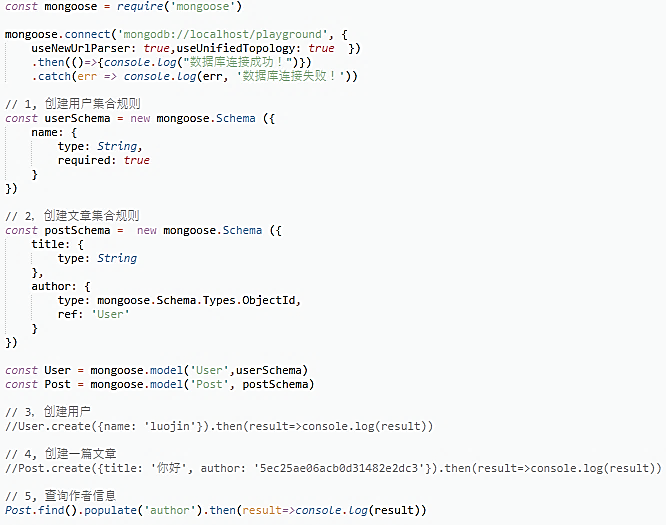 const mongoose = require('mongoose')
mongoose.connect('mongodb://localhost/playground', {
useNewUrlParser: true,useUnifiedTopology: true })
.then(()=>{console.log("数据库连接成功！")})
.catch(err => console.log(err, '数据库连接失败！'))
// 1, 创建用户集合规则
const userSchema = new mongoose.Schema ({
name: {
type: String,
required: true
}
})
// 2，创建文章集合规则
const postSchema = new mongoose.Schema ({
title: {
type: String
},
author: {
type: mongoose.Schema.Types.ObjectId,
ref: 'User'
}
})
const User = mongoose.model('User',userSchema)
const Post = mongoose.model('Post', postSchema)
// 3，创建用户
//User.create({name: 'luojin'}).then(result=>console.log(result))
// 4, 创建一篇文章
//Post.create({title: '你好', author: '5ec25ae06acb0d31482e2dc3'}).then(result=>console.log(result))
// 5, 查询作者信息
Post.find().populate('author').then(result=>console.log(result))